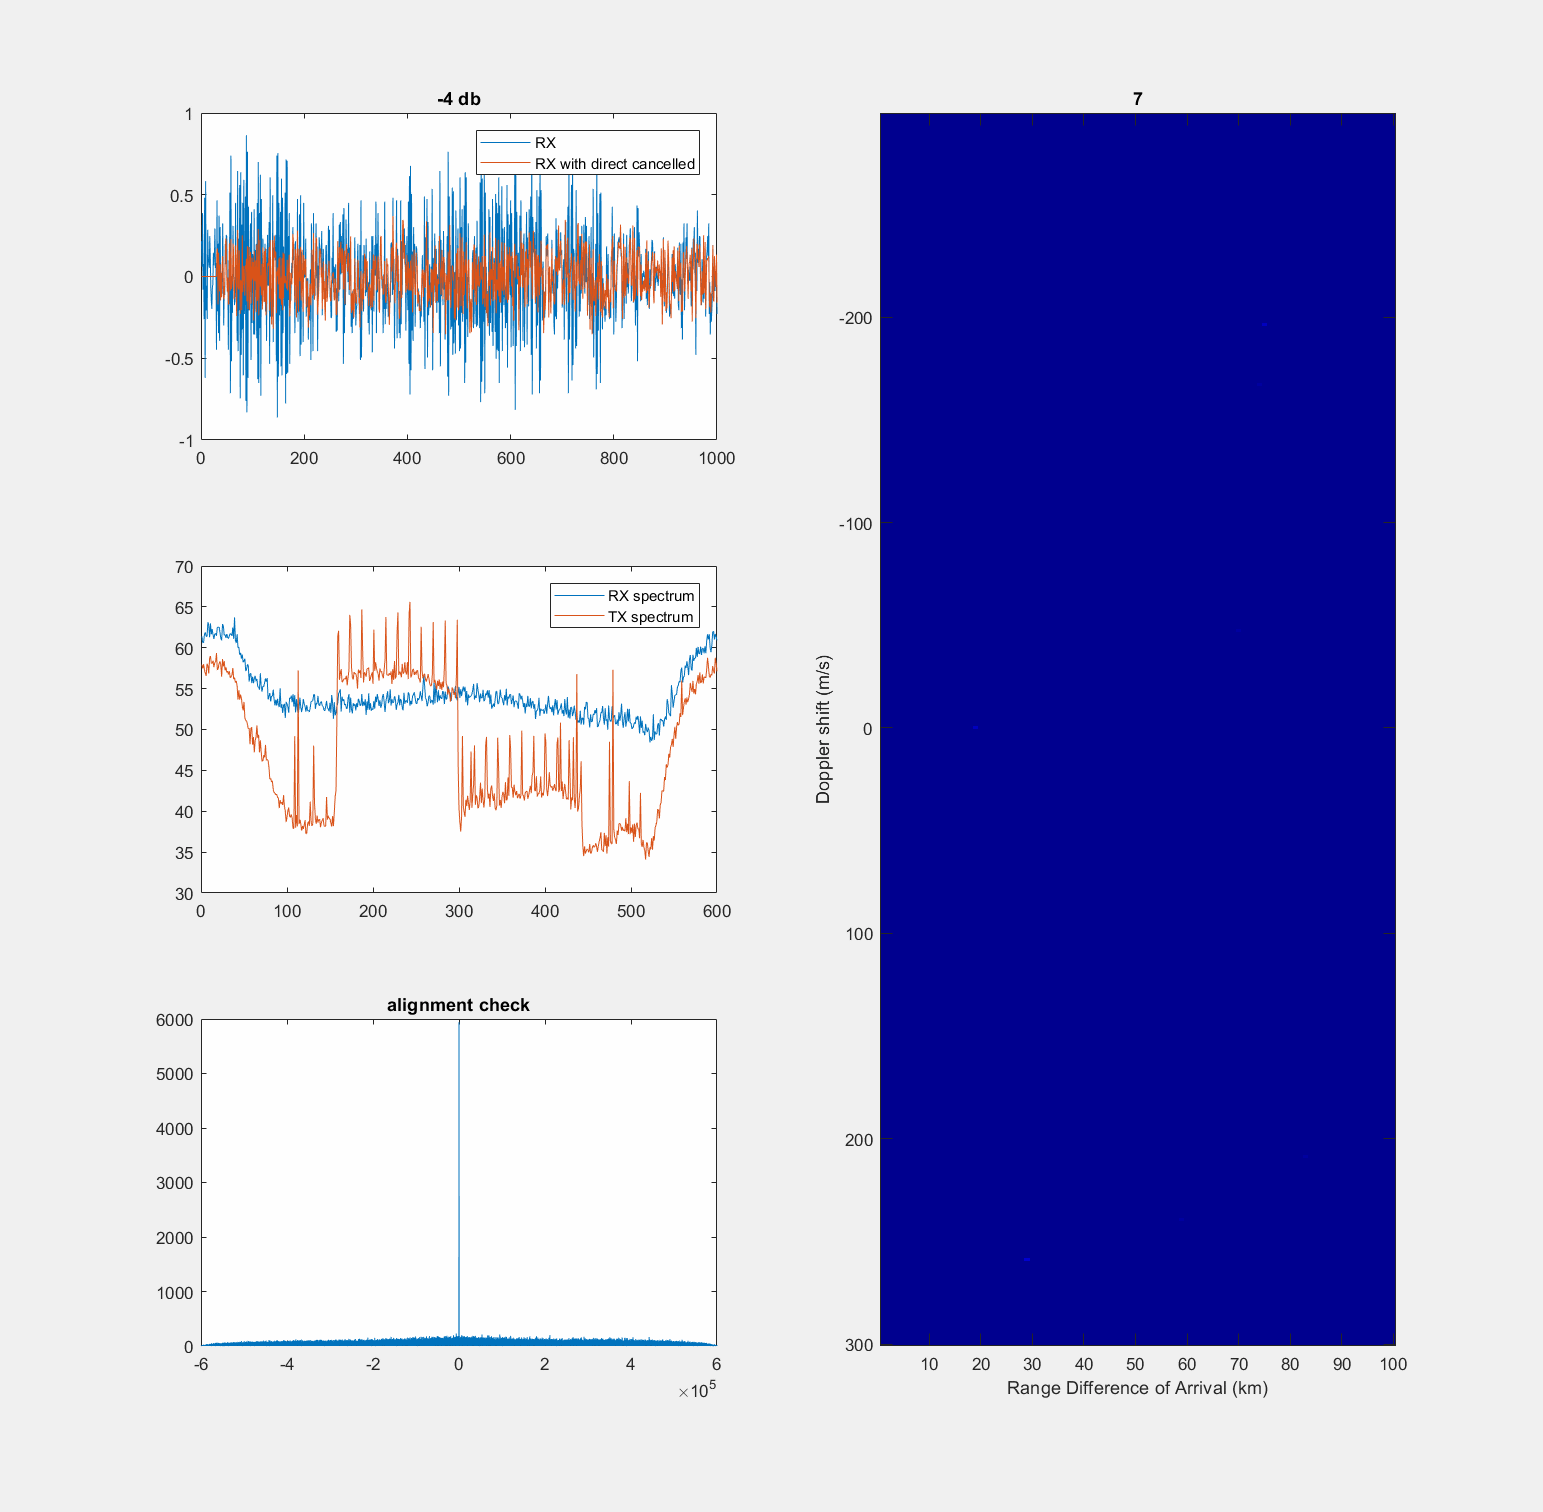 -4 db
1
0.5
0
-0.5
-1
0 200 400 600 800 1000
RX
RX with direct cancelled
70
65
60
55
50
45
40
35
30
0 100 200 300 400 500 600
RX spectrum
TX spectrum
alignment check
6000
5000
4000
3000
2000
1000
0
-6 -4 -2 0 2 4 6
×10⁵
7
-200
-100
0
100
200
300
Doppler shift (m/s)
10 20 30 40 50 60 70 80 90 100
Range Difference of Arrival (km)